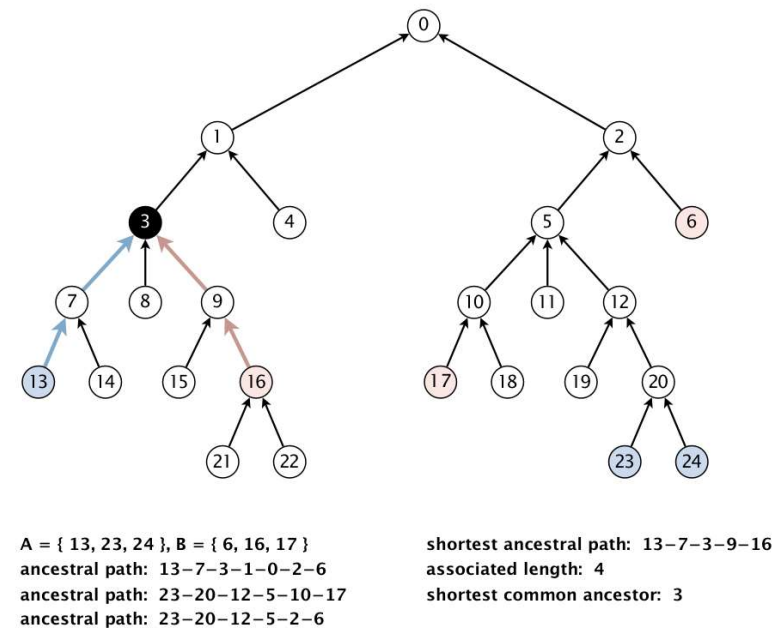 0
1 2
3 4 5 6
7 8 9 10 11 12
13 14 15 16 17 18 19 20
21 22 23 24
A = { 13, 23, 24 }, B = { 6, 16, 17 }
ancestral path: 13–7–3–1–0–2–6
ancestral path: 23–20–12–5–10–17
ancestral path: 23–20–12–5–2–6
shortest ancestral path: 13–7–3–9–16
associated length: 4
shortest common ancestor: 3